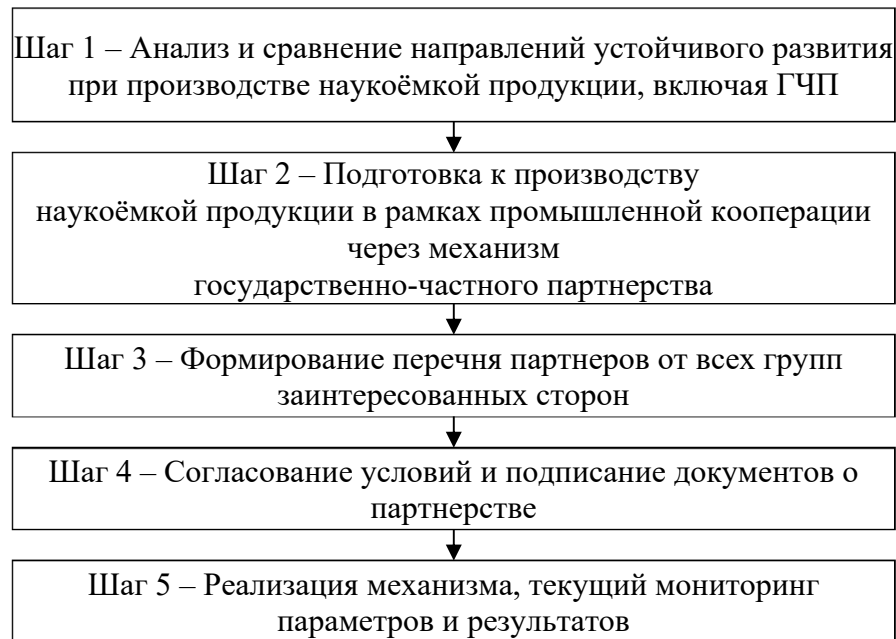 Шаг 1 – Анализ и сравнение направлений устойчивого развития
при производстве наукоёмкой продукции, включая ГЧП
Шаг 2 – Подготовка к производству
наукоёмкой продукции в рамках промышленной кооперации
через механизм
государственно-частного партнерства
Шаг 3 – Формирование перечня партнеров от всех групп
заинтересованных сторон
Шаг 4 – Согласование условий и подписание документов о
партнерстве
Шаг 5 – Реализация механизма, текущий мониторинг
параметров и результатов